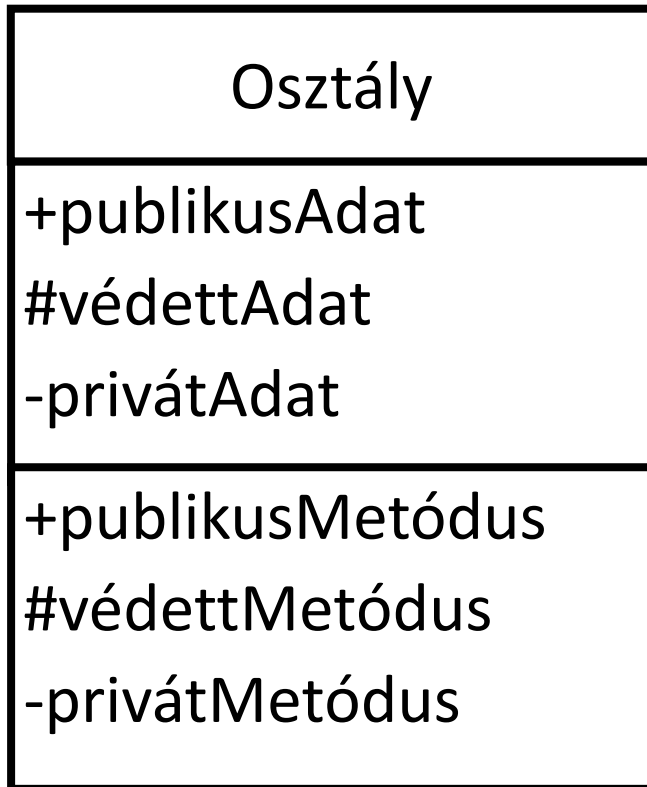 Osztály
+publikusAdat
#védettAdat
-privátAdat
+publikusMetódus
#védettMetódus
-privátMetódus